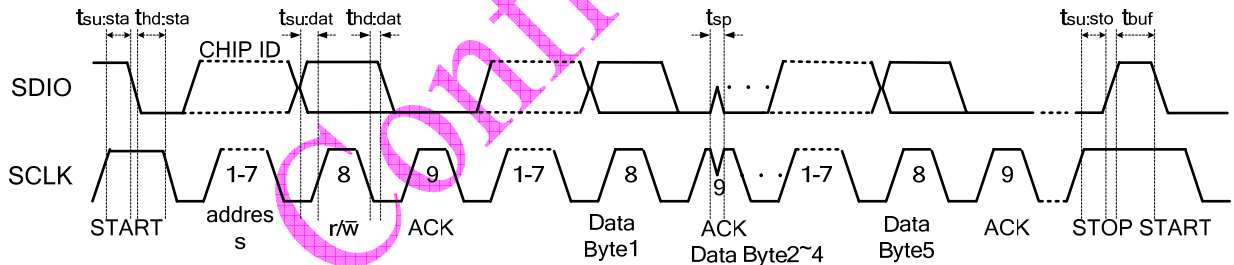 tsu:sta thd:sta tsu:dat thd:dat tsp tsu:sto tbuf
CHIP ID
SDIO
SCLK 1-7 8 9 1-7 8 9 1-7 8 9
START addres
s r/w̅ ACK Data
Byte1 ACK
Data Byte2~4 Data
Byte5 ACK STOP START
Conf